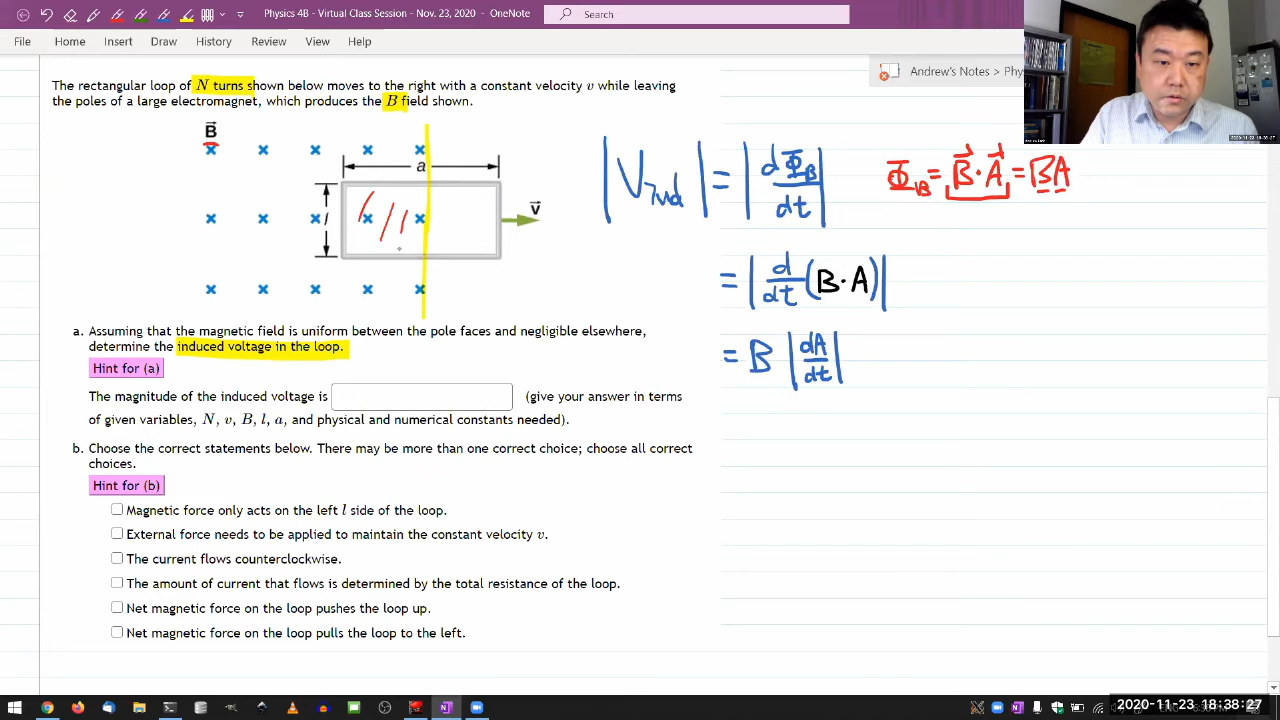 Physics 4B - Virtual Class Session - Nov. 23, 2020 - OneNote
Search
File Home Insert Draw History Review View Help
Andrew's Notes > Phy
The rectangular loop of N turns shown below moves to the right with a constant velocity v while leaving
the poles of a large electromagnet, which produces the B field shown.
B
a
l
v
|V_ind| = |dΦ_B/dt|
Φ_B = B · A = BA
= |d/dt (B · A)|
= B |dA/dt|
a. Assuming that the magnetic field is uniform between the pole faces and negligible elsewhere,
determine the induced voltage in the loop.
Hint for (a)
The magnitude of the induced voltage is (give your answer in terms
of given variables, N, v, B, l, a, and physical and numerical constants needed).
b. Choose the correct statements below. There may be more than one correct choice; choose all correct
choices.
Hint for (b)
Magnetic force only acts on the left l side of the loop.
External force needs to be applied to maintain the constant velocity v.
The current flows counterclockwise.
The amount of current that flows is determined by the total resistance of the loop.
Net magnetic force on the loop pushes the loop up.
Net magnetic force on the loop pulls the loop to the left.
2020-11-23 18:38:27